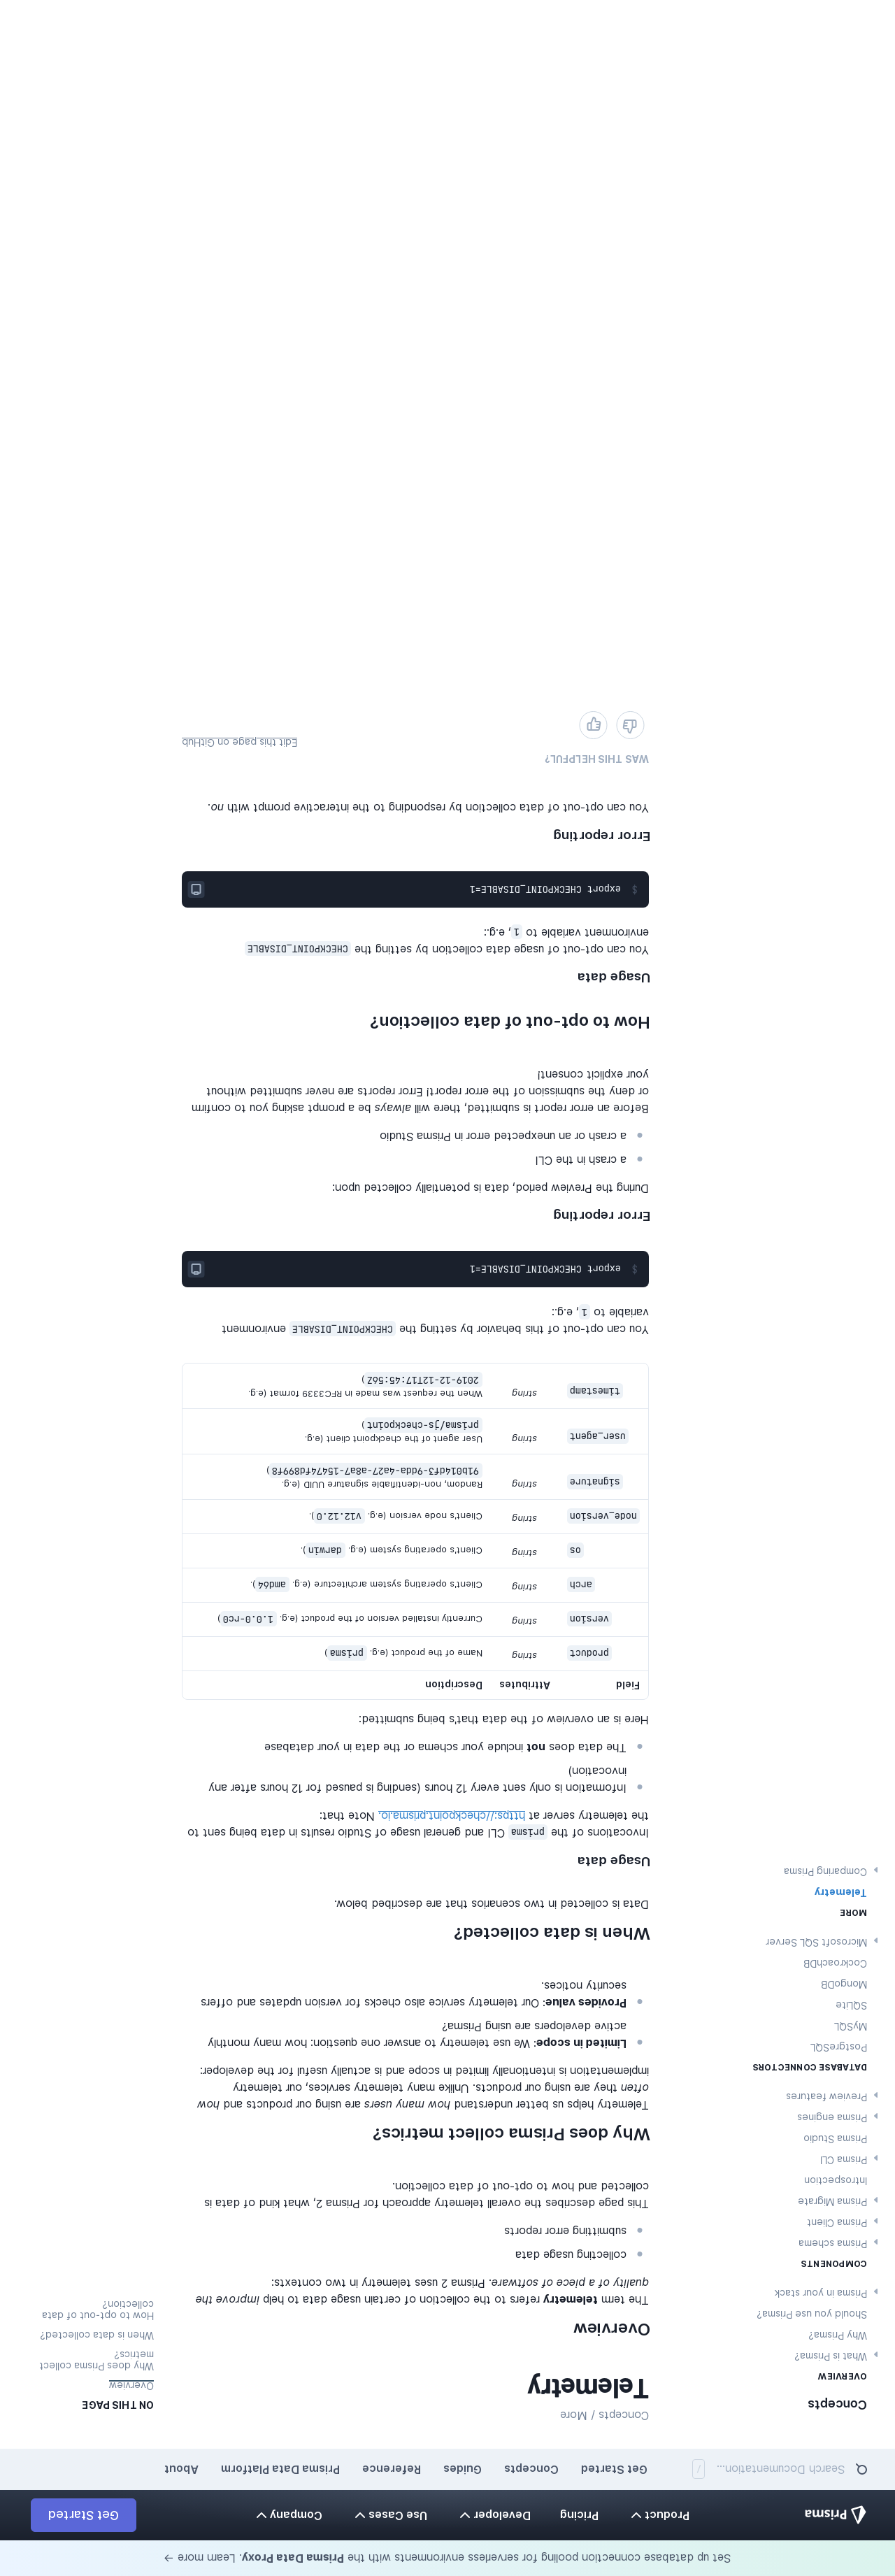 Set up database connection pooling for serverless environments with the Prisma Data Proxy. Learn more →
Prisma
Product
Pricing
Developer
Use Cases
Company
Get Started
Search Documentation... /
Get Started
Concepts
Guides
Reference
Prisma Data Platform
About
Concepts
OVERVIEW
What is Prisma?
Why Prisma?
Should you use Prisma?
Prisma in your stack
COMPONENTS
Prisma schema
Prisma Client
Prisma Migrate
Introspection
Prisma CLI
Prisma Studio
Prisma engines
Preview features
DATABASE CONNECTORS
PostgreSQL
MySQL
SQLite
MongoDB
CockroachDB
Microsoft SQL Server
MORE
Telemetry
Comparing Prisma
Concepts / More
Telemetry
Overview
The term telemetry refers to the collection of certain usage data to help improve the
quality of a piece of software. Prisma 2 uses telemetry in two contexts:
collecting usage data
submitting error reports
This page describes the overall telemetry approach for Prisma 2, what kind of data is
collected and how to opt-out of data collection.
Why does Prisma collect metrics?
Telemetry helps us better understand how many users are using our products and how
often they are using our products. Unlike many telemetry services, our telemetry
implementation is intentionally limited in scope and is actually useful for the developer:
Limited in scope: We use telemetry to answer one question: how many monthly
active developers are using Prisma?
Provides value: Our telemetry service also checks for version updates and offers
security notices.
When is data collected?
Data is collected in two scenarios that are described below.
Usage data
Invocations of the prisma CLI and general usage of Studio results in data being sent to
the telemetry server at https://checkpoint.prisma.io. Note that:
Information is only sent every 12 hours (sending is paused for 12 hours after any
invocation)
The data does not include your schema or the data in your database
Here is an overview of the data that's being submitted:
Field Attributes Description
product string Name of the product (e.g. prisma)
version string Currently installed version of the product (e.g. 1.0.0-rc0)
arch string Client's operating system architecture (e.g. amd64).
os string Client's operating system (e.g. darwin).
node_version string Client's node version (e.g. v12.12.0).
signature string Random, non-identifiable signature UUID (e.g.
91b014df3-9dda-4a27-a8a7-15474fd899f8)
user_agent string User agent of the checkpoint client (e.g.
prisma/js-checkpoint)
timestamp string When the request was made in RFC3339 format (e.g.
2019-12-12T17:45:56Z)
You can opt-out of this behavior by setting the CHECKPOINT_DISABLE environment
variable to 1, e.g.:
$ export CHECKPOINT_DISABLE=1
Error reporting
During the Preview period, data is potentially collected upon:
a crash in the CLI
a crash or an unexpected error in Prisma Studio
Before an error report is submitted, there will always be a prompt asking you to confirm
or deny the submission of the error report! Error reports are never submitted without
your explicit consent!
How to opt-out of data collection?
Usage data
You can opt-out of usage data collection by setting the CHECKPOINT_DISABLE
environment variable to 1, e.g.:
$ export CHECKPOINT_DISABLE=1
Error reporting
You can opt-out of data collection by responding to the interactive prompt with no.
WAS THIS HELPFUL?
Edit this page on GitHub
ON THIS PAGE
Overview
Why does Prisma collect
metrics?
When is data collected?
How to opt-out of data
collection?